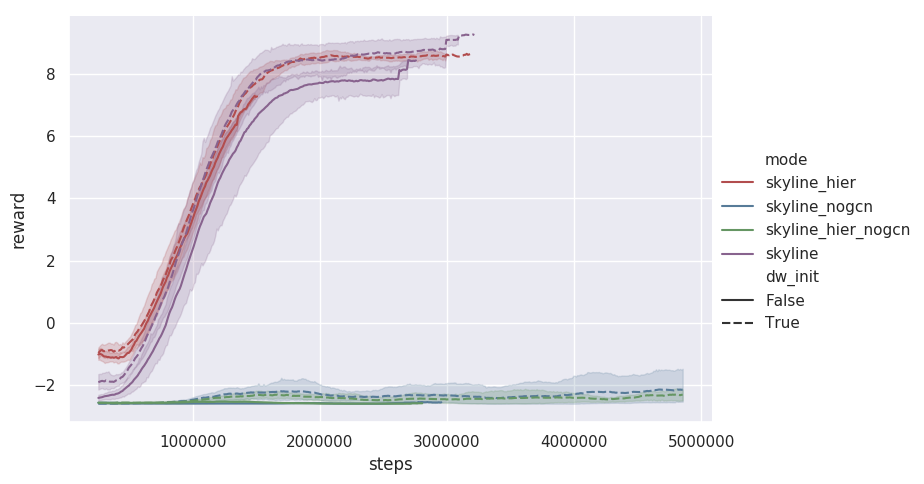 8
6
4
2
0
−2
reward
1000000 2000000 3000000 4000000 5000000
steps
mode
skyline_hier
skyline_nogcn
skyline_hier_nogcn
skyline
dw_init
False
True